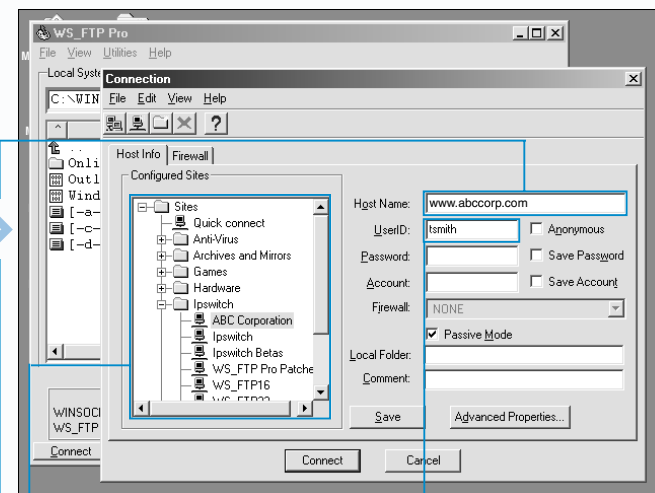 WS_FTP Pro
File View Utilities Help
Local Syste
C:\WIN
..
Onli
Outl
Wind
[-a-
[-c-
[-d-
WINSOC
WS_FTP
Connect
Connection
File Edit View Help
Host Info Firewall
Configured Sites
Sites
Quick connect
Anti-Virus
Archives and Mirrors
Games
Hardware
Ipswitch
ABC Corporation
Ipswitch
Ipswitch Betas
WS_FTP Pro Patche
WS_FTP16
Host Name: www.abccorp.com
UserID: tsmith Anonymous
Password: Save Password
Account: Save Account
Firewall: NONE
Passive Mode
Local Folder:
Comment:
Save Advanced Properties...
Connect Cancel